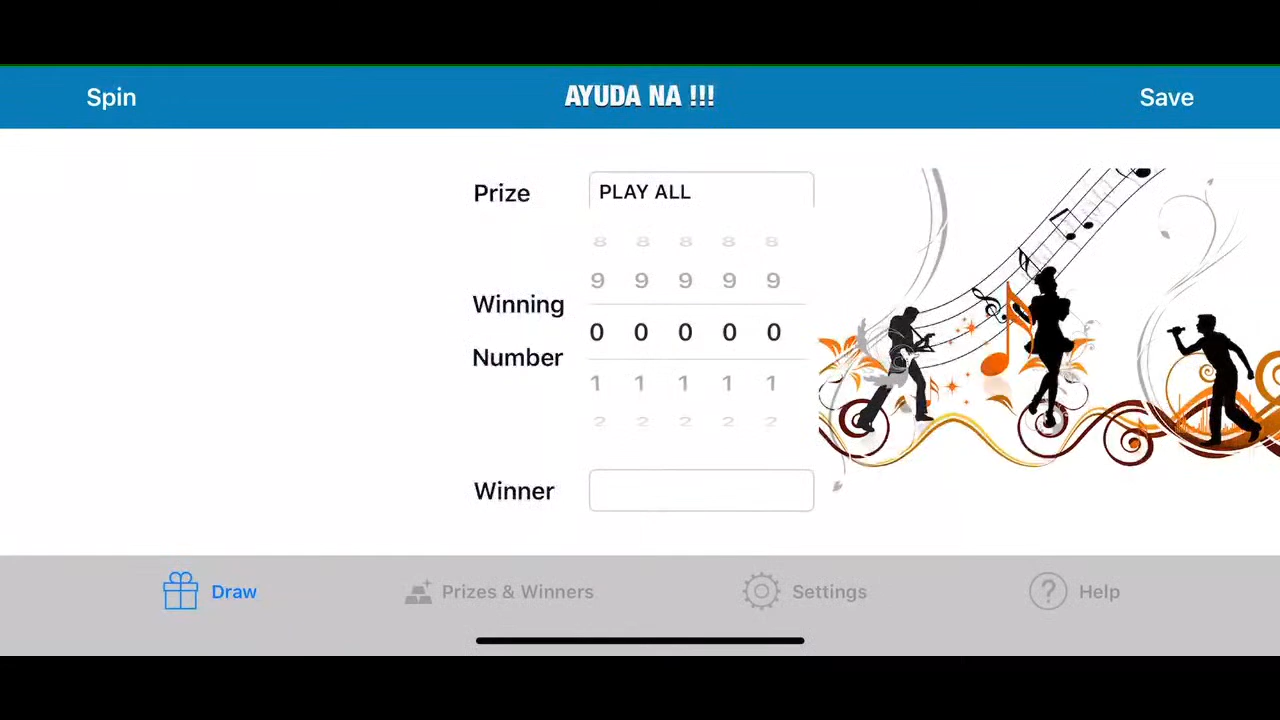 Spin AYUDA NA !!! Save
Prize PLAY ALL
8 8 8 8 8
9 9 9 9 9
Winning
0 0 0 0 0
Number
1 1 1 1 1
2 2 2 2 2
Winner
Draw Prizes & Winners Settings ? Help